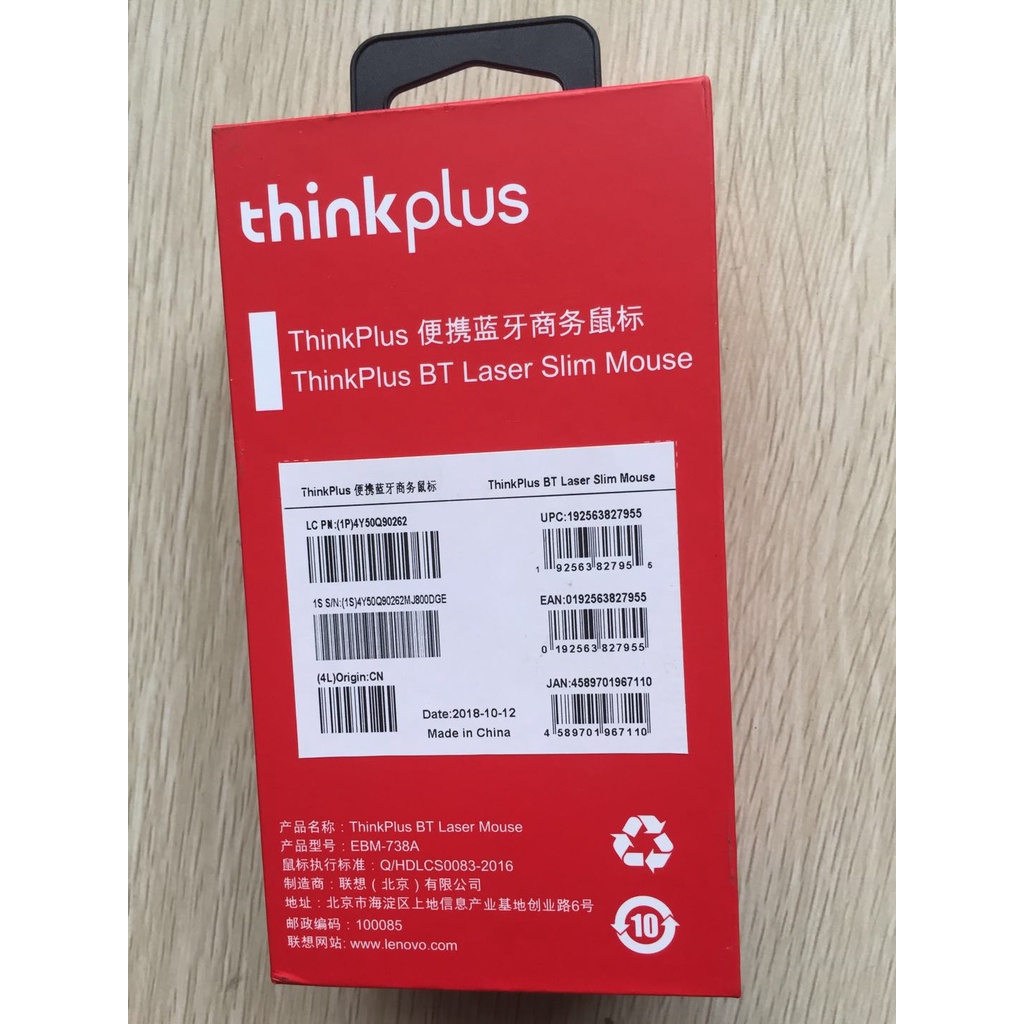 thinkplus
ThinkPlus 便携蓝牙商务鼠标
ThinkPlus BT Laser Slim Mouse
ThinkPlus 便携蓝牙商务鼠标 ThinkPlus BT Laser Slim Mouse
LC PN:(1P)4Y50Q90262
UPC:192563827955
1 92563 82795 5
1S S/N:(1S)4Y50Q90262MJ800DGE
EAN:0192563827955
0 192563 827955
(4L)Origin:CN
JAN:4589701967110
4 589701 967110
Date:2018-10-12
Made in China
产品名称：ThinkPlus BT Laser Mouse
产品型号：EBM-738A
鼠标执行标准：Q/HDLCS0083-2016
制造商：联想（北京）有限公司
地址：北京市海淀区上地信息产业基地创业路6号
邮政编码：100085
联想网站: www.lenovo.com
10